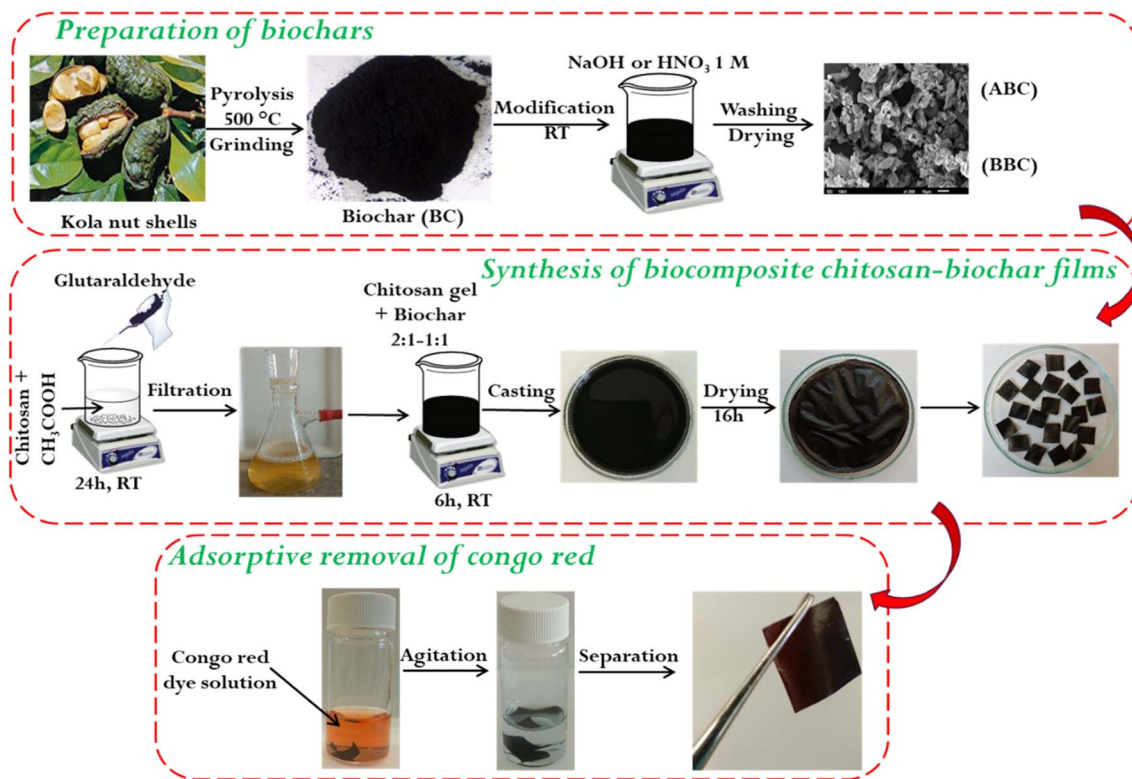 Preparation of biochars
Pyrolysis
500 °C
Grinding
Kola nut shells
Biochar (BC)
Modification
RT
NaOH or HNO₃ 1 M
Washing
Drying
(ABC)
(BBC)
Synthesis of biocomposite chitosan-biochar films
Chitosan +
CH₃COOH
Glutaraldehyde
24h, RT
Filtration
Chitosan gel
+ Biochar
2:1-1:1
6h, RT
Casting
Drying
16h
Adsorptive removal of congo red
Congo red
dye solution
Agitation
Separation